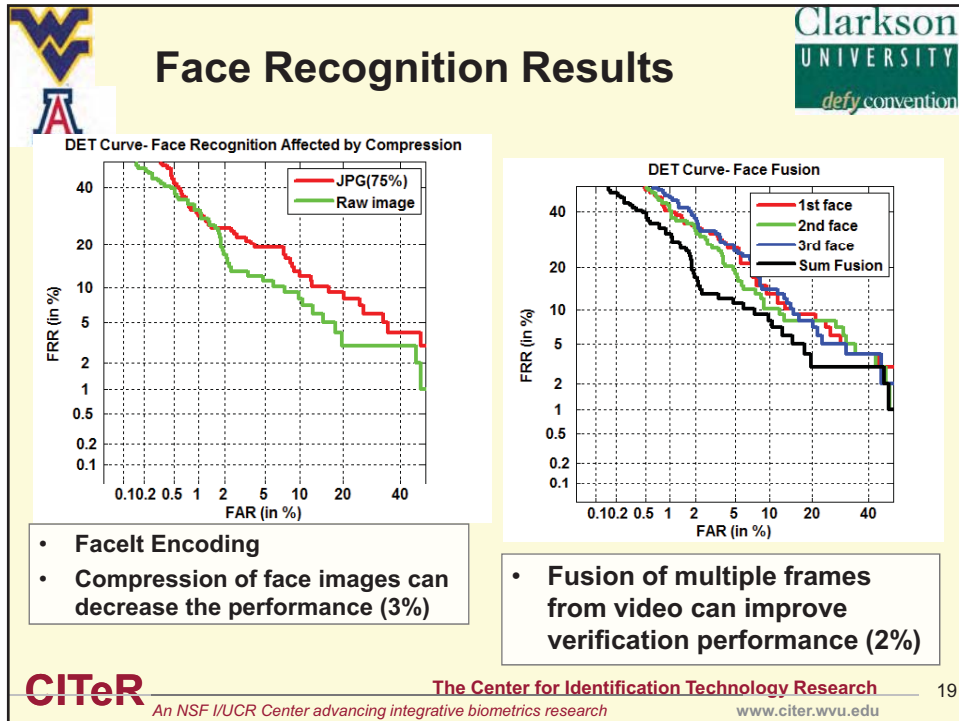 Clarkson
UNIVERSITY
defy convention
Face Recognition Results
DET Curve- Face Recognition Affected by Compression
JPG(75%)
Raw image
FRR (in %)
40
20
10
5
2
1
0.5
0.2
0.1
0.1 0.2 0.5 1 2 5 10 20 40
FAR (in %)
DET Curve- Face Fusion
1st face
2nd face
3rd face
Sum Fusion
FRR (in %)
40
20
10
5
2
1
0.5
0.2
0.1
0.1 0.2 0.5 1 2 5 10 20 40
FAR (in %)
• FaceIt Encoding
• Compression of face images can
decrease the performance (3%)
• Fusion of multiple frames
from video can improve
verification performance (2%)
CITeR
The Center for Identification Technology Research
19
An NSF I/UCR Center advancing integrative biometrics research
www.citer.wvu.edu